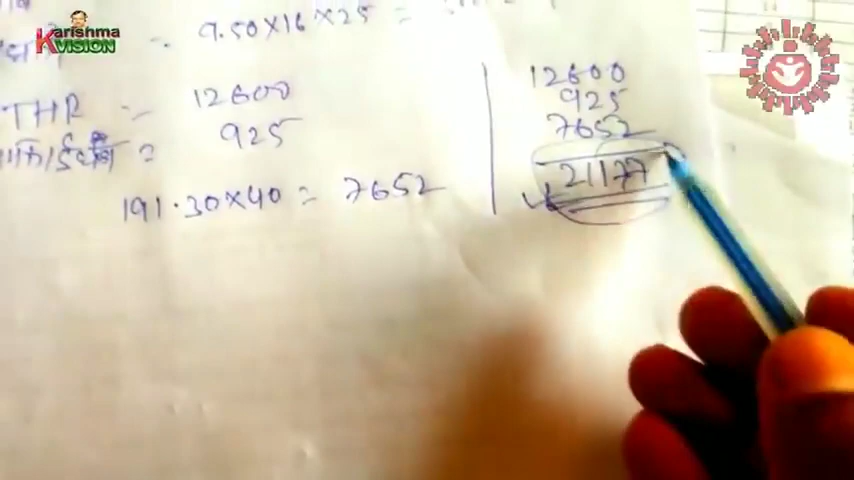 Karishma
VISION
9.50×16×25 =
THR - 12600
925
191.30×40 = 7652
12600
925
7652
21177